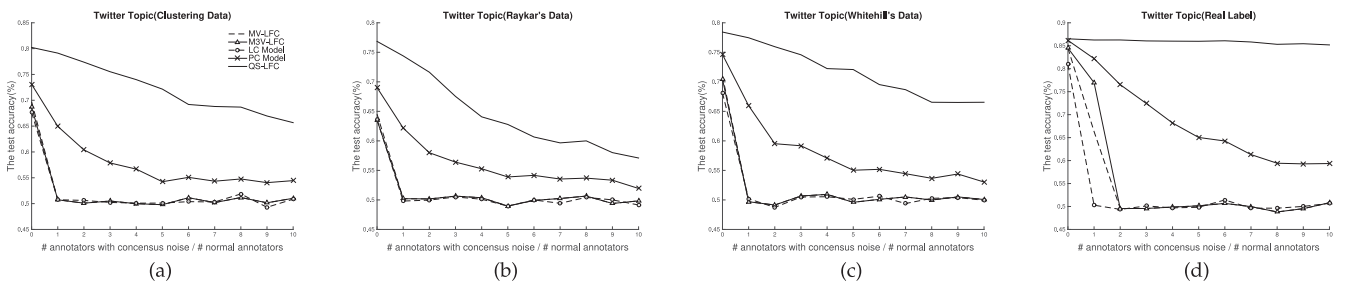 Twitter Topic(Clustering Data)
0.85
0.8
0.75
0.7
0.65
0.6
0.55
0.5
0.45
The test accuracy(%)
MV-LFC
M3V-LFC
LC Model
PC Model
QS-LFC
0 1 2 3 4 5 6 7 8 9 10
# annotators with concensus noise / # normal annotators
(a)
Twitter Topic(Raykar's Data)
0.8
0.75
0.7
0.65
0.6
0.55
0.5
0.45
The test accuracy(%)
0 1 2 3 4 5 6 7 8 9 10
# annotators with concensus noise / # normal annotators
(b)
Twitter Topic(Whitehill's Data)
0.8
0.75
0.7
0.65
0.6
0.55
0.5
0.45
The test accuracy(%)
0 1 2 3 4 5 6 7 8 9 10
# annotators with concensus noise / # normal annotators
(c)
Twitter Topic(Real Label)
0.9
0.85
0.8
0.75
0.7
0.65
0.6
0.55
0.5
0.45
The test accuracy(%)
0 1 2 3 4 5 6 7 8 9 10
# annotators with concensus noise / # normal annotators
(d)